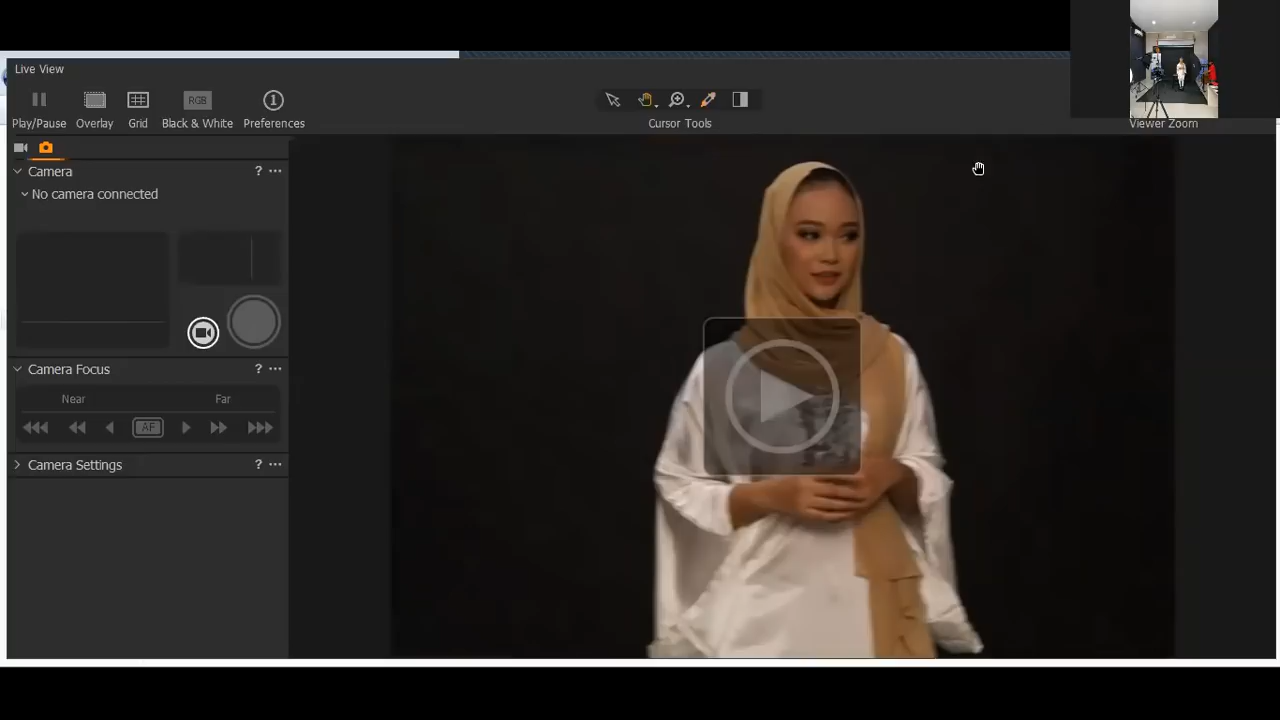 Live View
Play/Pause
Overlay
Grid
RGB
Black & White
Preferences
Cursor Tools
Viewer Zoom
Camera
?
No camera connected
Camera Focus
?
Near
Far
AF
Camera Settings
?